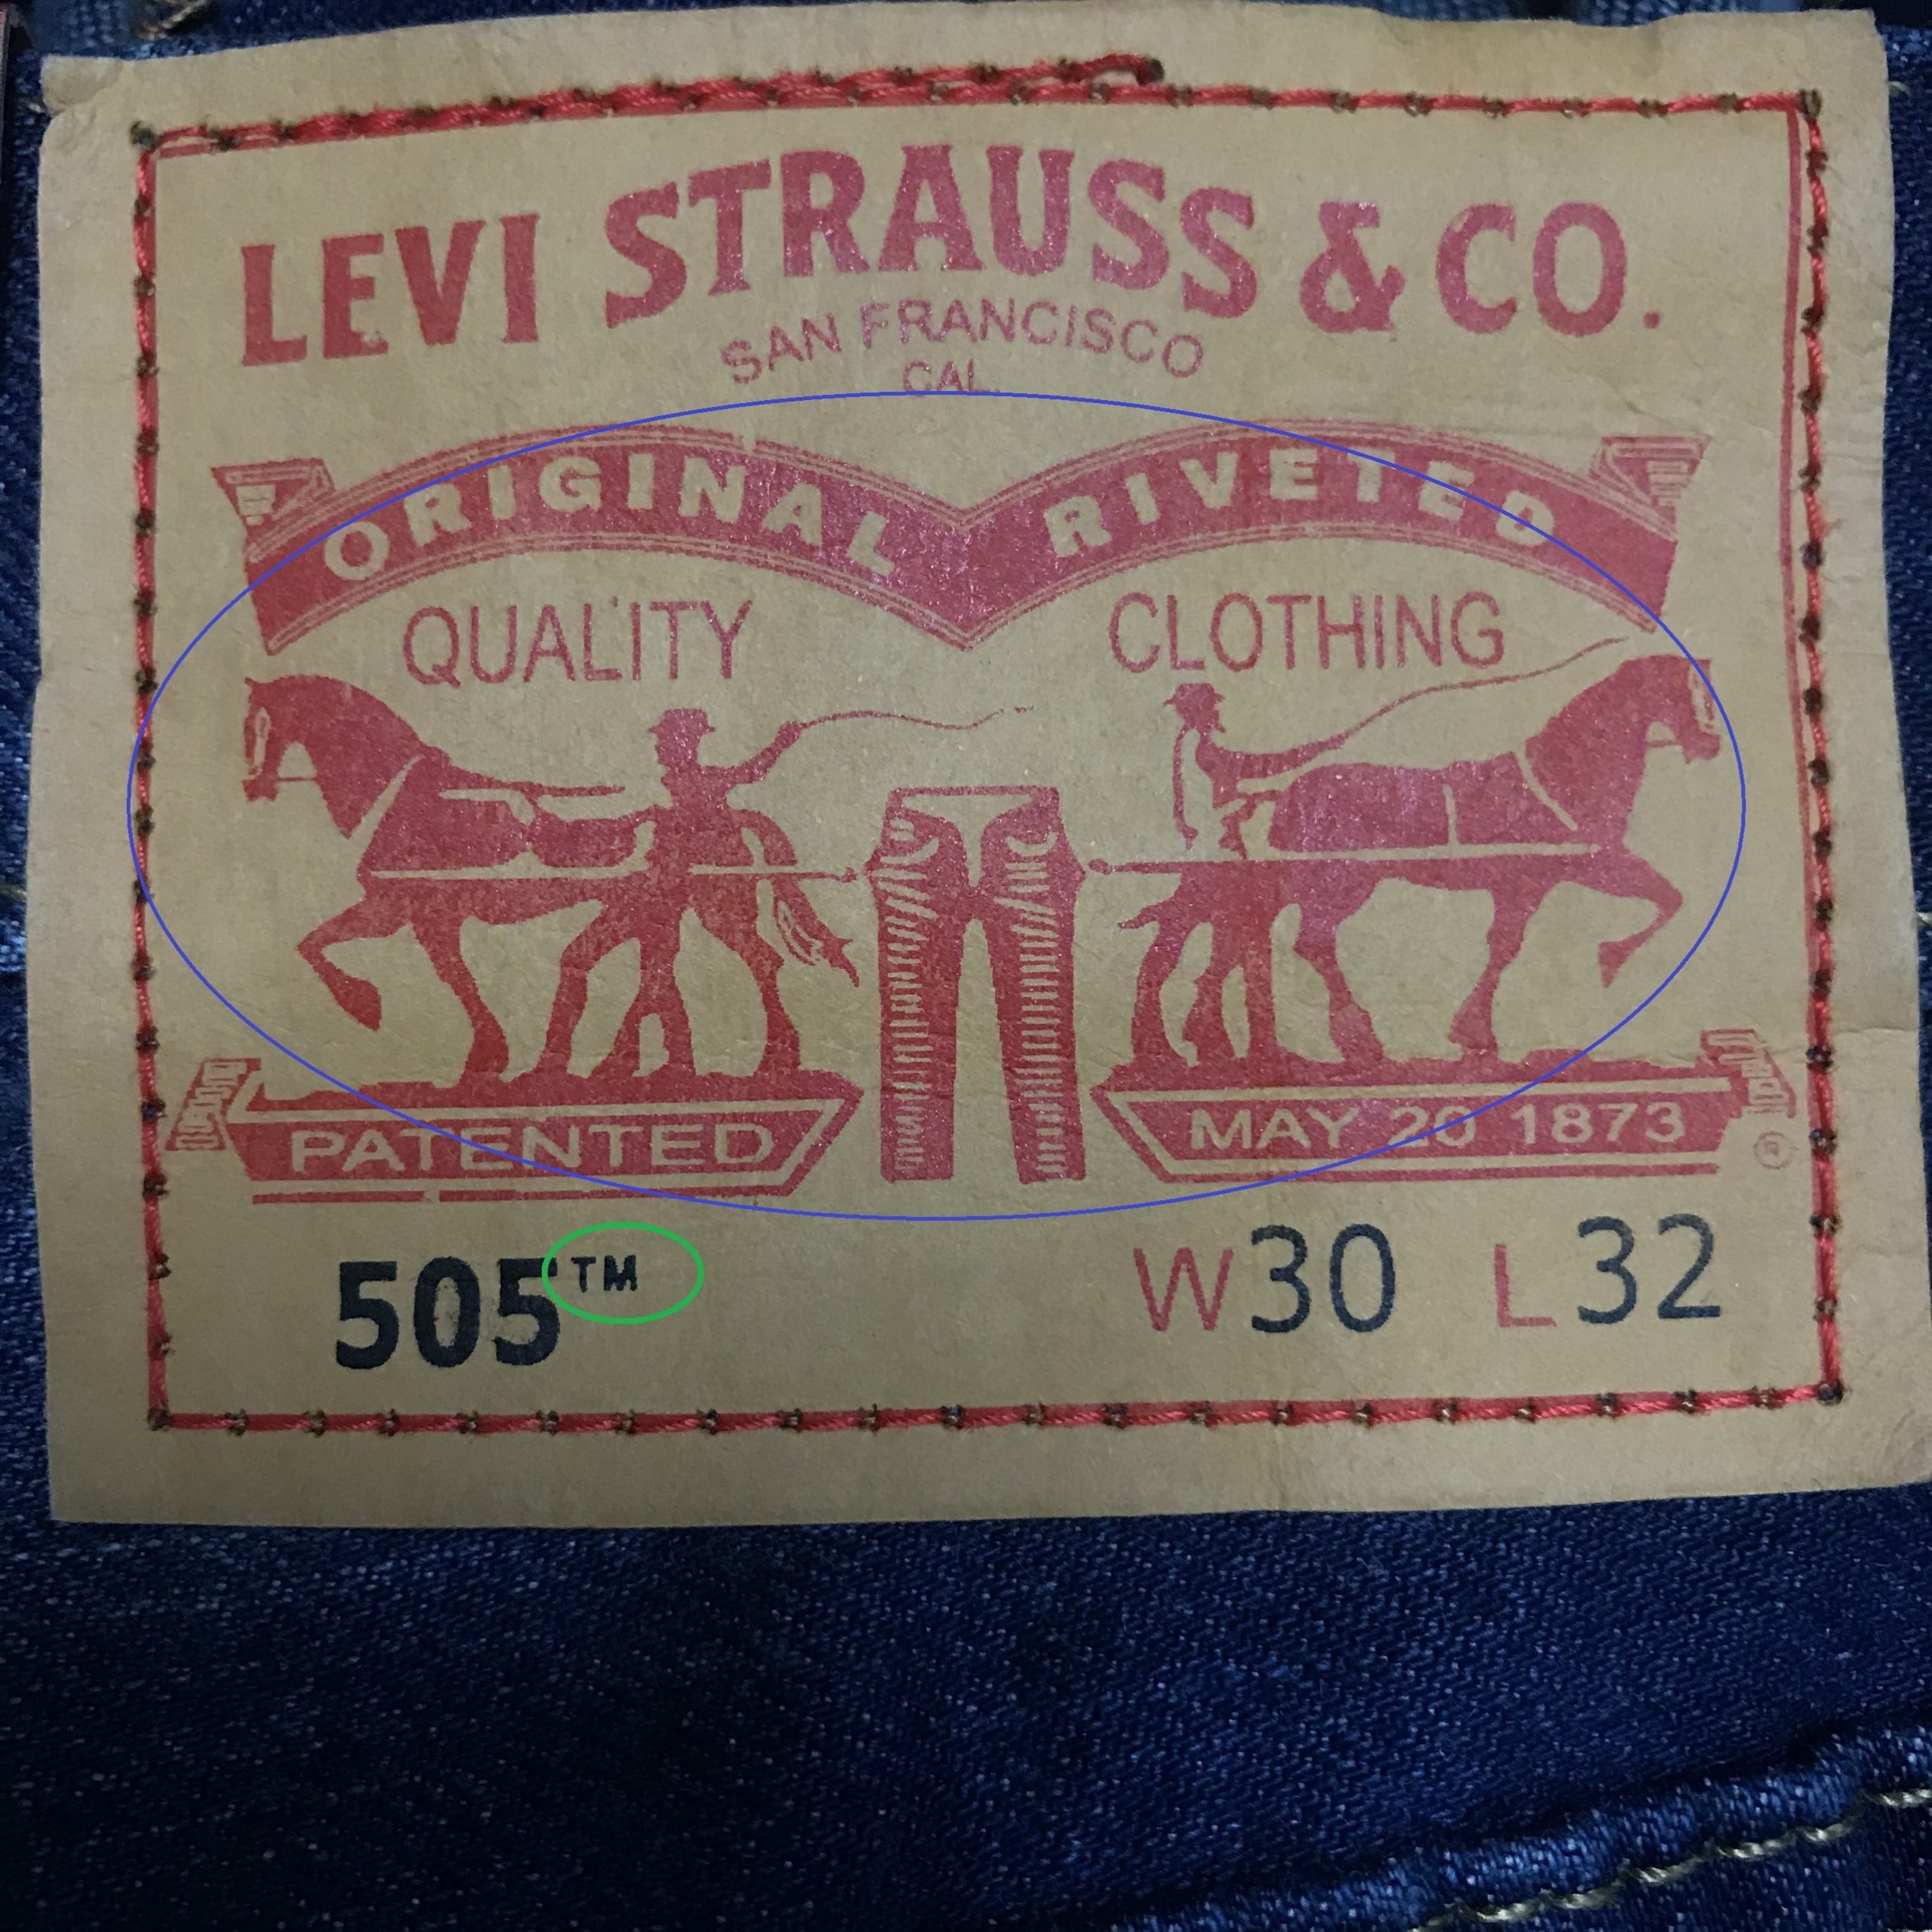 LEVI STRAUSS & CO.
SAN FRANCISCO
CAL.
ORIGINAL RIVETED
QUALITY CLOTHING
PATENTED MAY 20 1873
®
505™ W30 L32